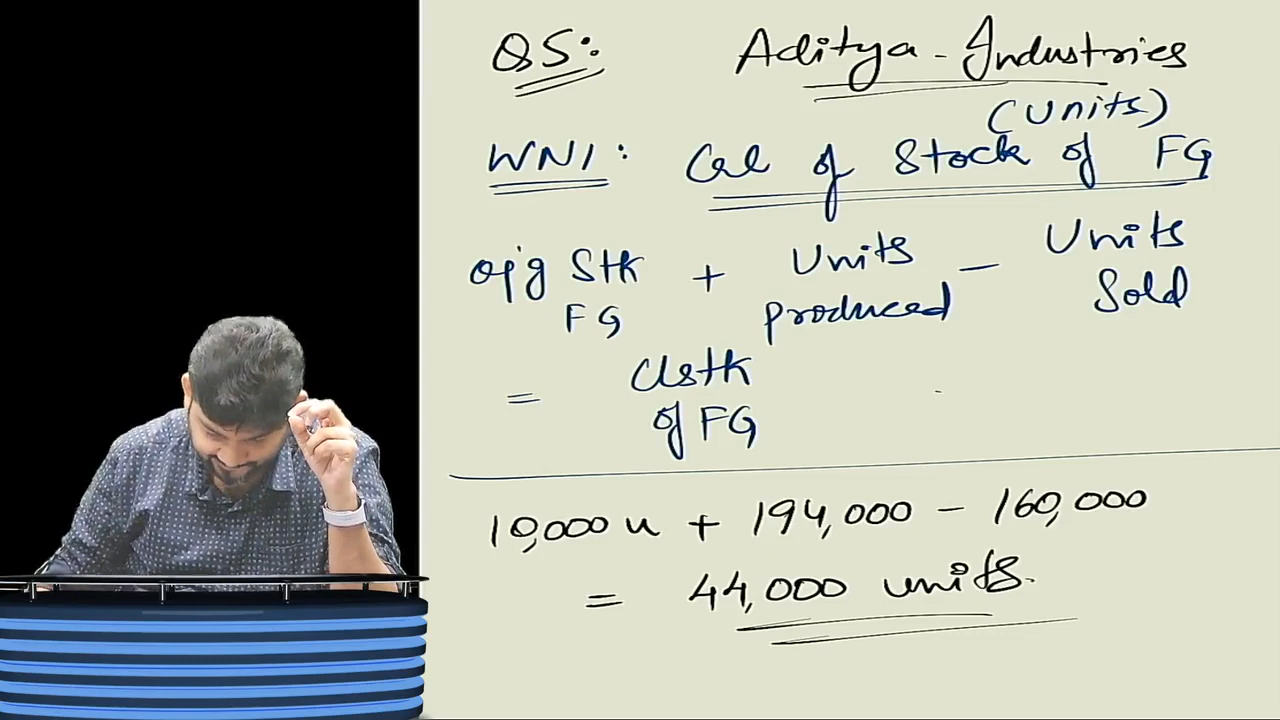 Q5: Aditya - Industries
(Units)
WN1: Cal of Stock of FG
op'g Stk + Units - Units
FG produced Sold
= Clstk
of FG
10,000 u + 194,000 - 160,000
= 44,000 units.